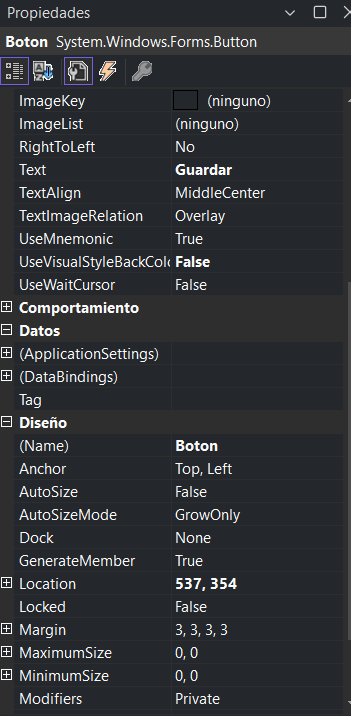 Propiedades
Boton System.Windows.Forms.Button
ImageKey (ninguno)
ImageList (ninguno)
RightToLeft No
Text Guardar
TextAlign MiddleCenter
TextImageRelation Overlay
UseMnemonic True
UseVisualStyleBackColo False
UseWaitCursor False
Comportamiento
Datos
(ApplicationSettings)
(DataBindings)
Tag
Diseño
(Name) Boton
Anchor Top, Left
AutoSize False
AutoSizeMode GrowOnly
Dock None
GenerateMember True
Location 537, 354
Locked False
Margin 3, 3, 3, 3
MaximumSize 0, 0
MinimumSize 0, 0
Modifiers Private